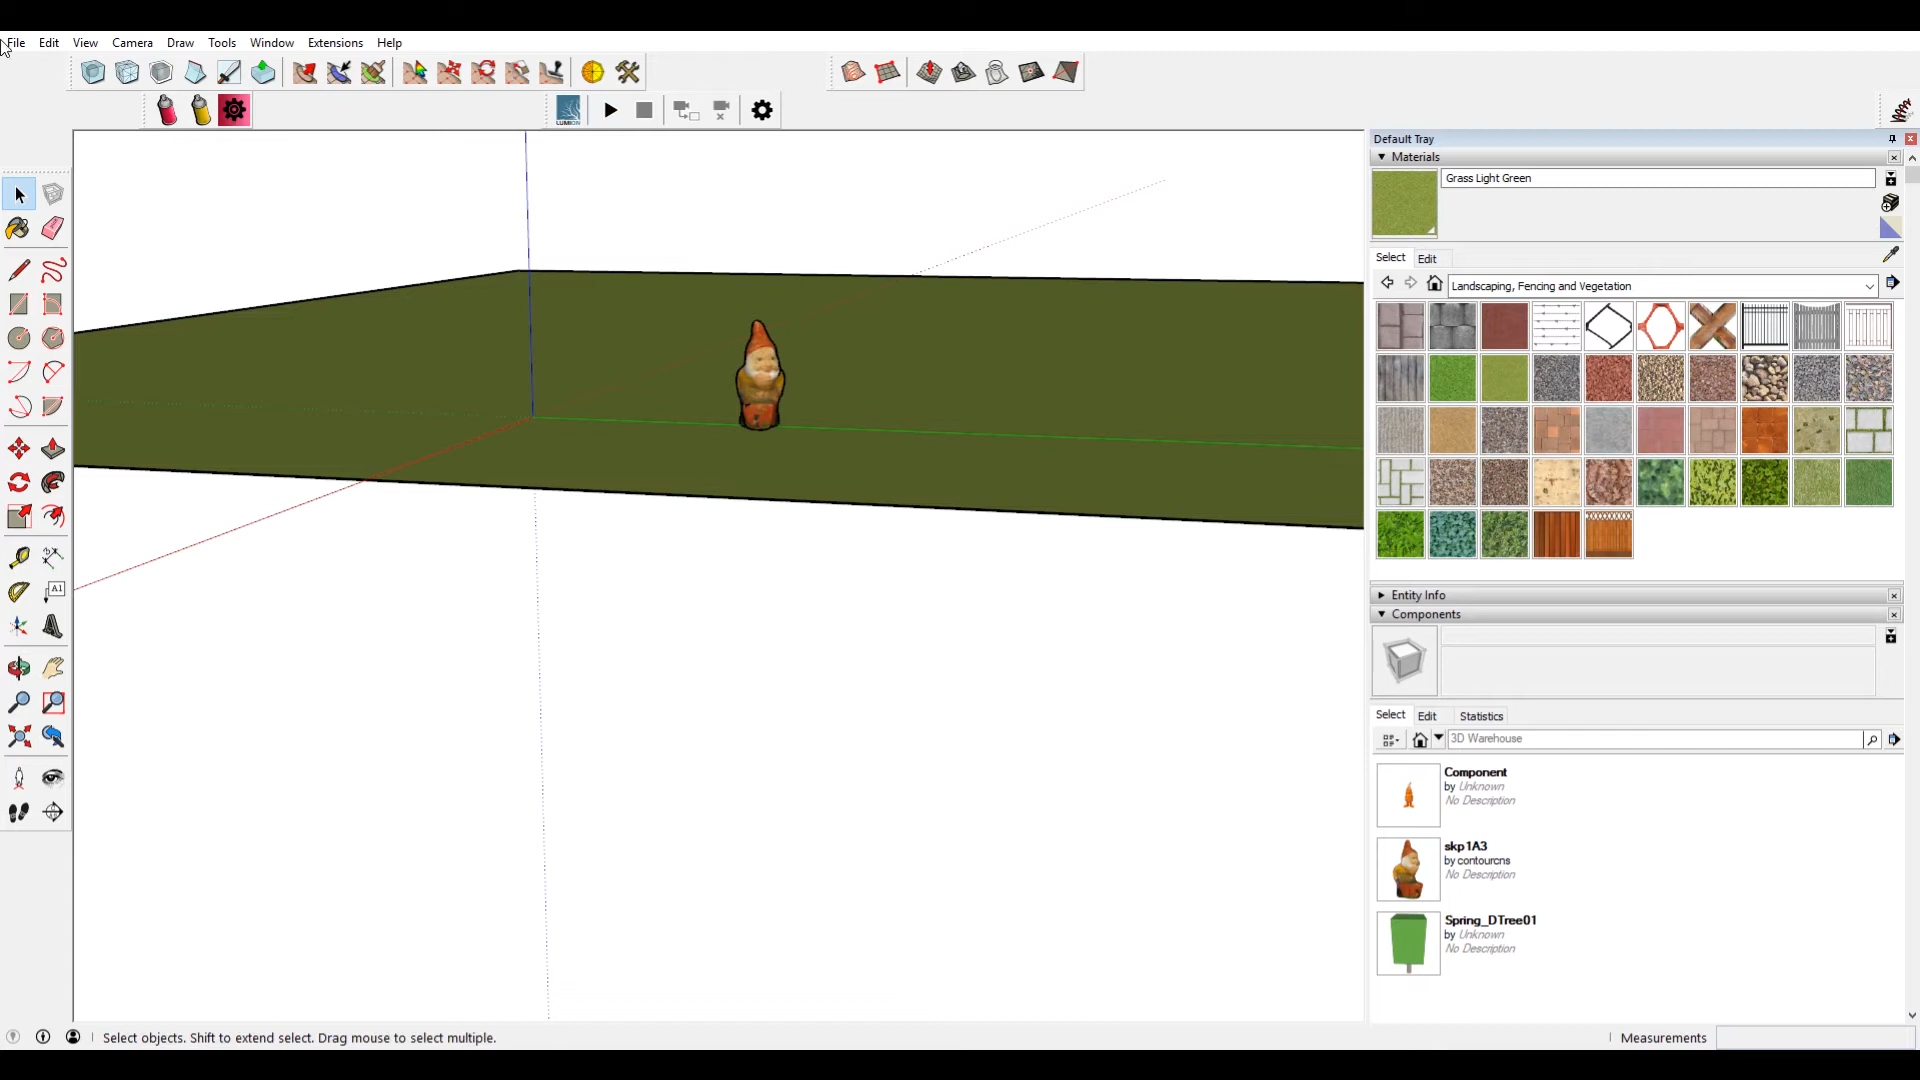 File Edit View Camera Draw Tools Window Extensions Help
LUMION
Default Tray
Materials
Grass Light Green
Select Edit
Landscaping, Fencing and Vegetation
A1
Entity Info
Components
Select Edit Statistics
3D Warehouse
Component
by Unknown
No Description
skp1A3
by contourcns
No Description
Spring_DTree01
by Unknown
No Description
Select objects. Shift to extend select. Drag mouse to select multiple.
Measurements